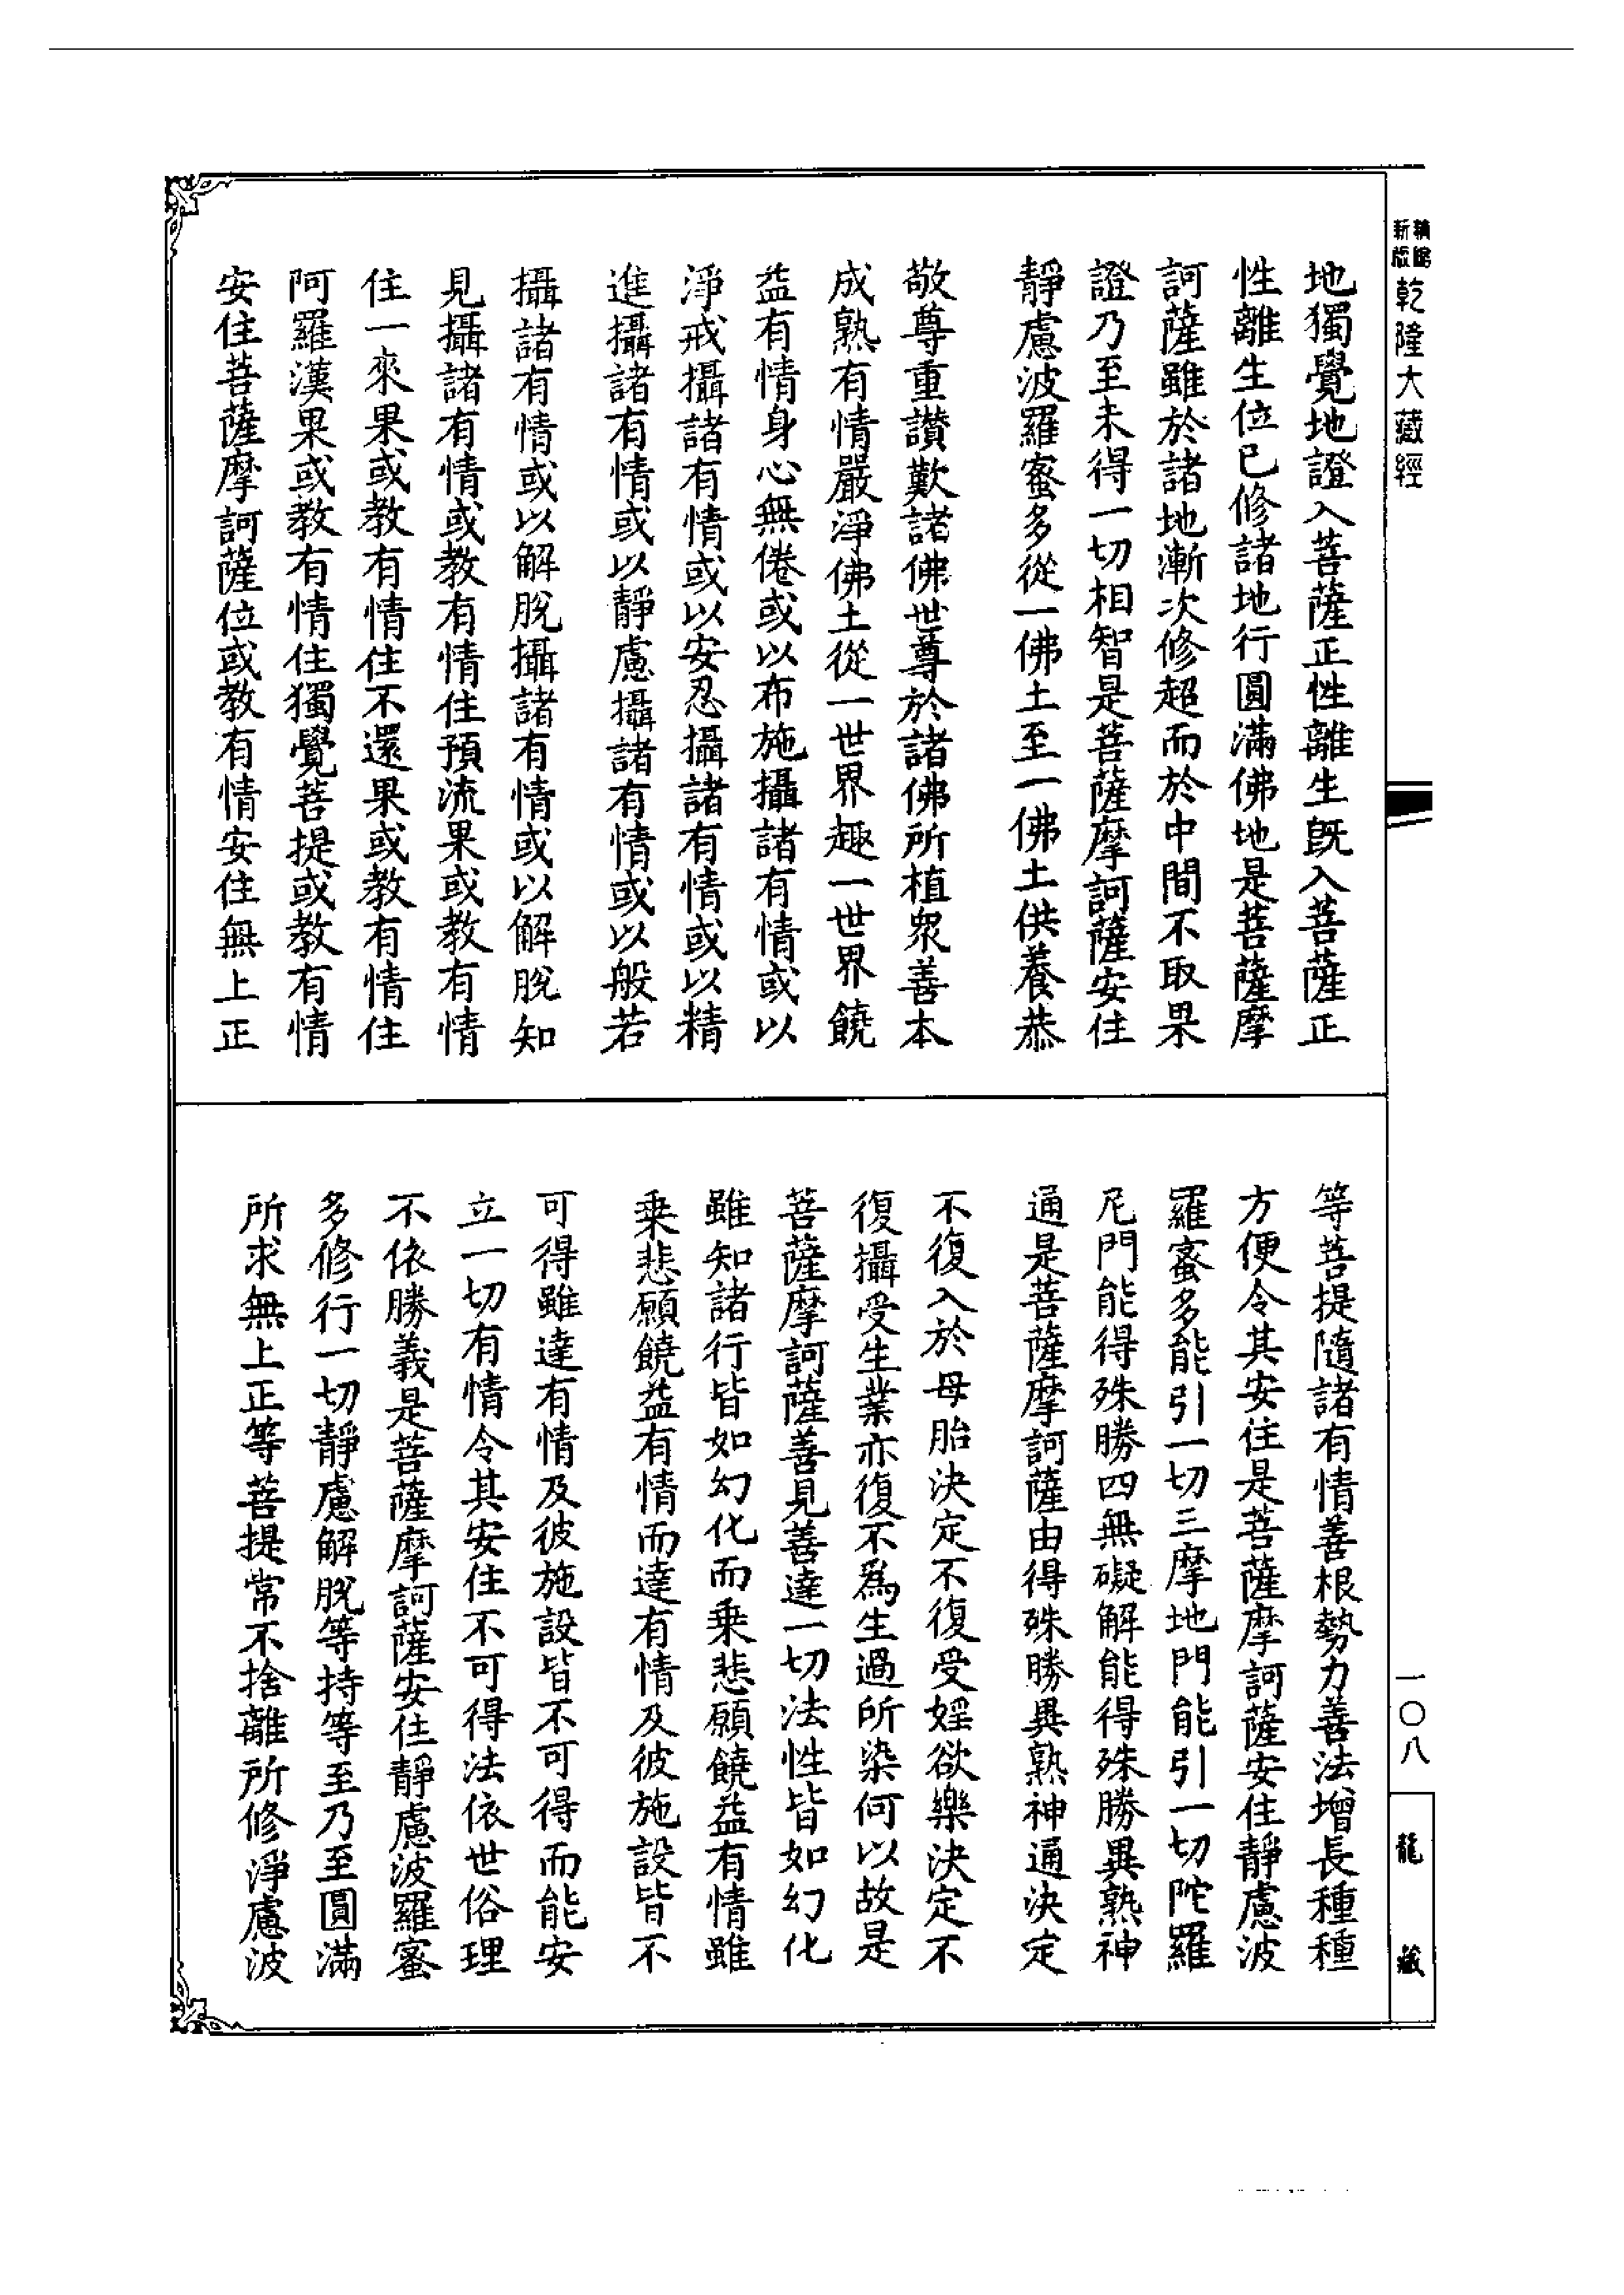 新編縮版乾隆大藏經
地獨覺地證入菩薩正性離生既入菩薩正
性離生位已修諸地行圓滿佛地是菩薩摩
訶薩雖於諸地漸次修超而於中間不取果
證乃至未得一切相智是菩薩摩訶薩安住
靜慮波羅蜜多從一佛土至一佛土供養恭
敬尊重讚歎諸佛世尊於諸佛所植眾善本
成熟有情嚴淨佛土從一世界趣一世界饒
益有情身心無倦或以布施攝諸有情或以
淨戒攝諸有情或以安忍攝諸有情或以精
進攝諸有情或以靜慮攝諸有情或以般若
攝諸有情或以解脫攝諸有情或以解脫知
見攝諸有情或教有情住預流果或教有情
住一來果或教有情住不還果或教有情住
阿羅漢果或教有情住獨覺菩提或教有情
安住菩薩摩訶薩位或教有情安住無上正
等菩提隨諸有情善根勢力善法增長種種
方便令其安住是菩薩摩訶薩安住靜慮波
羅蜜多能引一切三摩地門能引一切陀羅
尼門能得殊勝四無礙解能得殊勝異熟神
通是菩薩摩訶薩由得殊勝異熟神通決定
不復入於母胎決定不復受婬欲樂決定不
復攝受生業亦復不為生過所染何以故是
菩薩摩訶薩善見善達一切法性皆如幻化
雖知諸行皆如幻化而乗悲願饒益有情雖
乗悲願饒益有情而達有情及彼施設皆不
可得雖達有情及彼施設皆不可得而能安
立一切有情令其安住不可得法依世俗理
不依勝義是菩薩摩訶薩安住靜慮波羅蜜
多修行一切靜慮解脫等持等至乃至圓滿
所求無上正等菩提常不捨離所修淨慮波
一〇八
龍藏